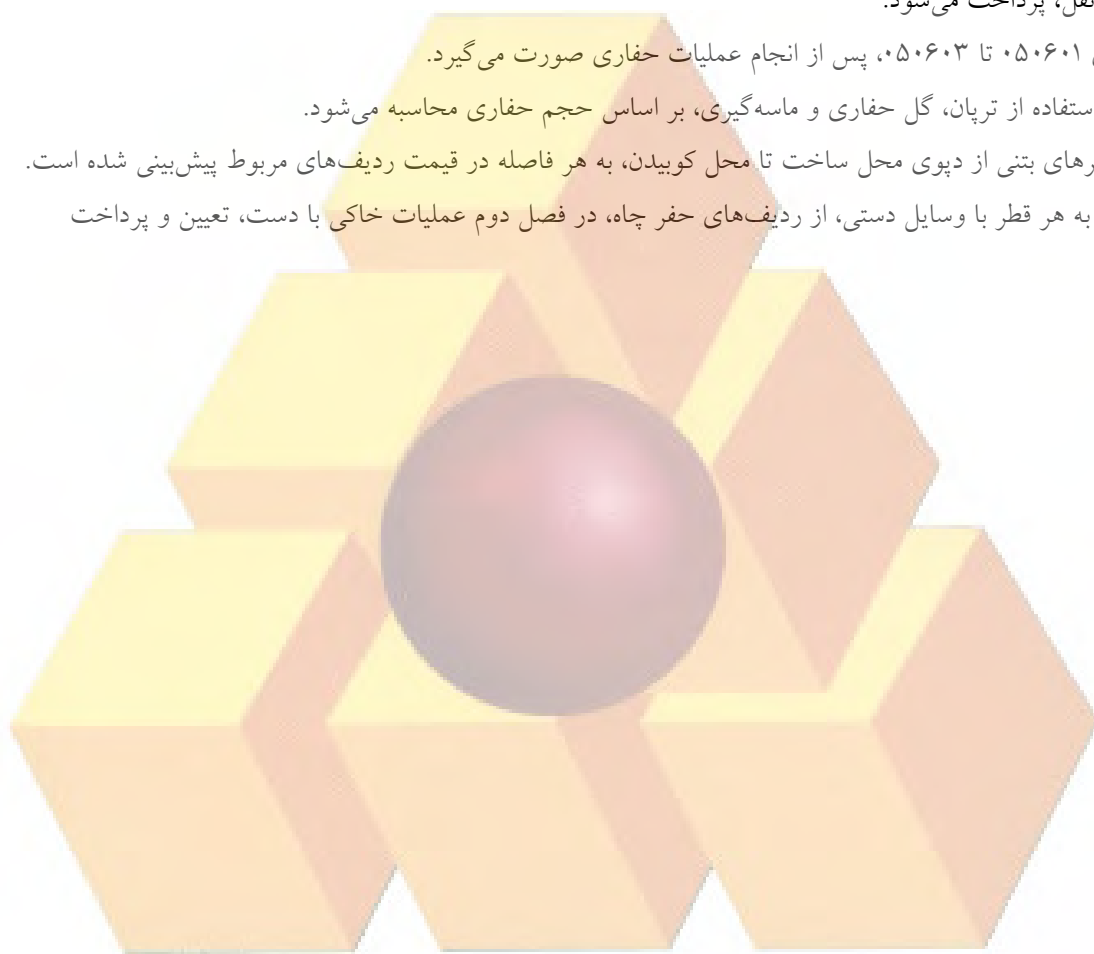 نقل، پرداخت می‌شود.
۰۵۰۶۰۱ تا ۰۵۰۶۰۳، پس از انجام عملیات حفاری صورت می‌گیرد.
ستفاده از ترپان، گل حفاری و ماسه‌گیری، بر اساس حجم حفاری محاسبه می‌شود.
رهای بتنی از دپوی محل ساخت تا محل کوبیدن، به هر فاصله در قیمت ردیف‌های مربوط پیش‌بینی شده است.
به هر قطر با وسایل دستی، از ردیف‌های حفر چاه، در فصل دوم عملیات خاکی با دست، تعیین و پرداخت